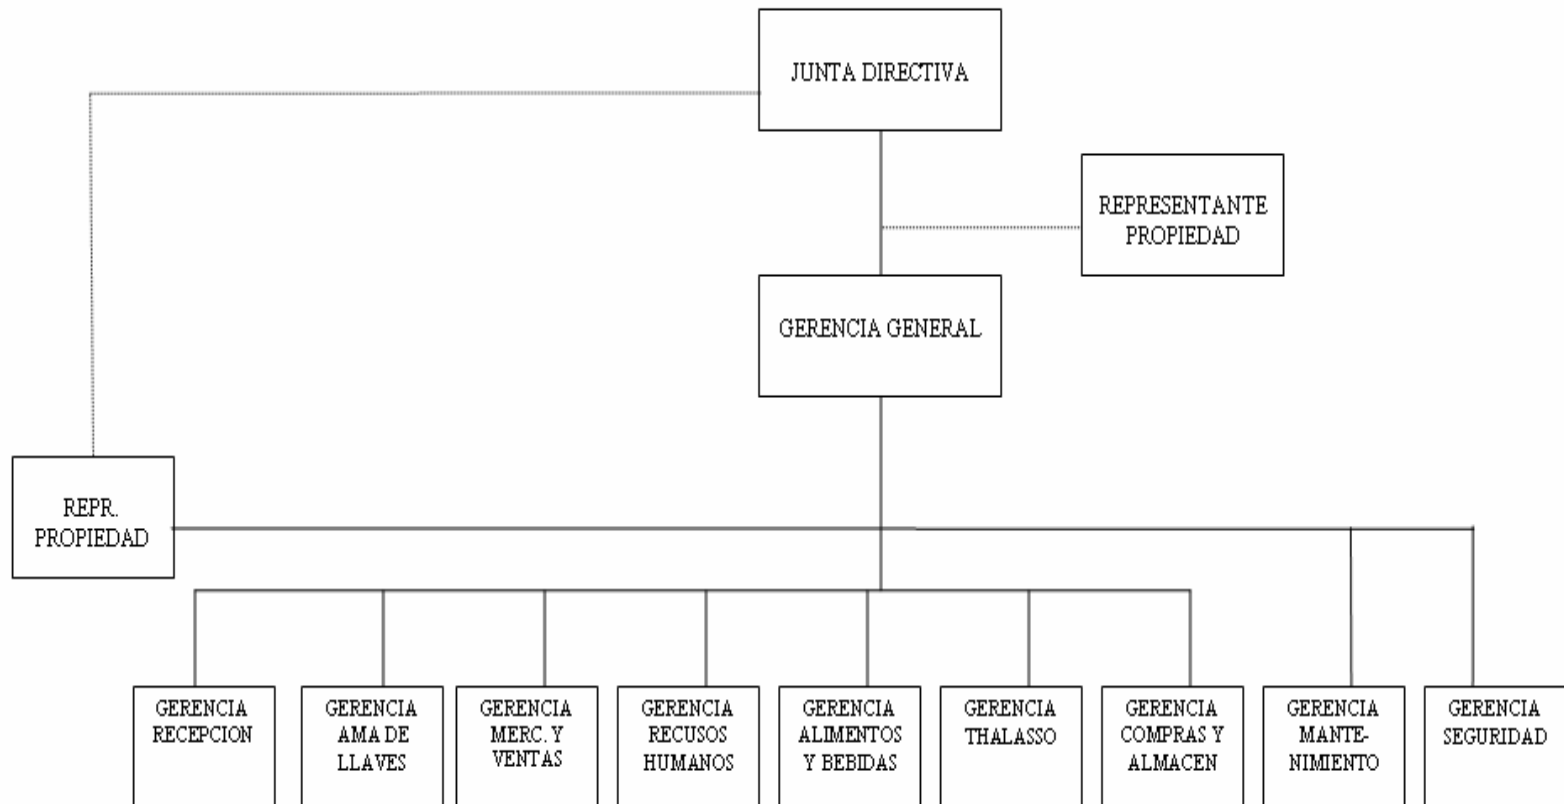 JUNTA DIRECTIVA
REPRESENTANTE
PROPIEDAD
GERENCIA GENERAL
REPR.
PROPIEDAD
GERENCIA
RECEPCION
GERENCIA
AMA DE
LLAVES
GERENCIA
MERC. Y
VENTAS
GERENCIA
RECUSOS
HUMANOS
GERENCIA
ALIMENTOS
Y BEBIDAS
GERENCIA
THALASSO
GERENCIA
COMPRAS Y
ALMACEN
GERENCIA
MANTE-
NIMIENTO
GERENCIA
SEGURIDAD